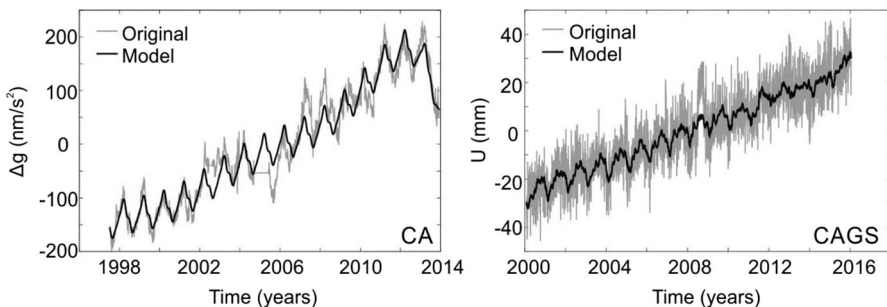 200
100
0
-100
-200
Δg (nm/s²)
Original
Model
CA
1998
2002
2006
2010
2014
Time (years)
40
20
0
-20
-40
U (mm)
Original
Model
CAGS
2000
2004
2008
2012
2016
Time (years)